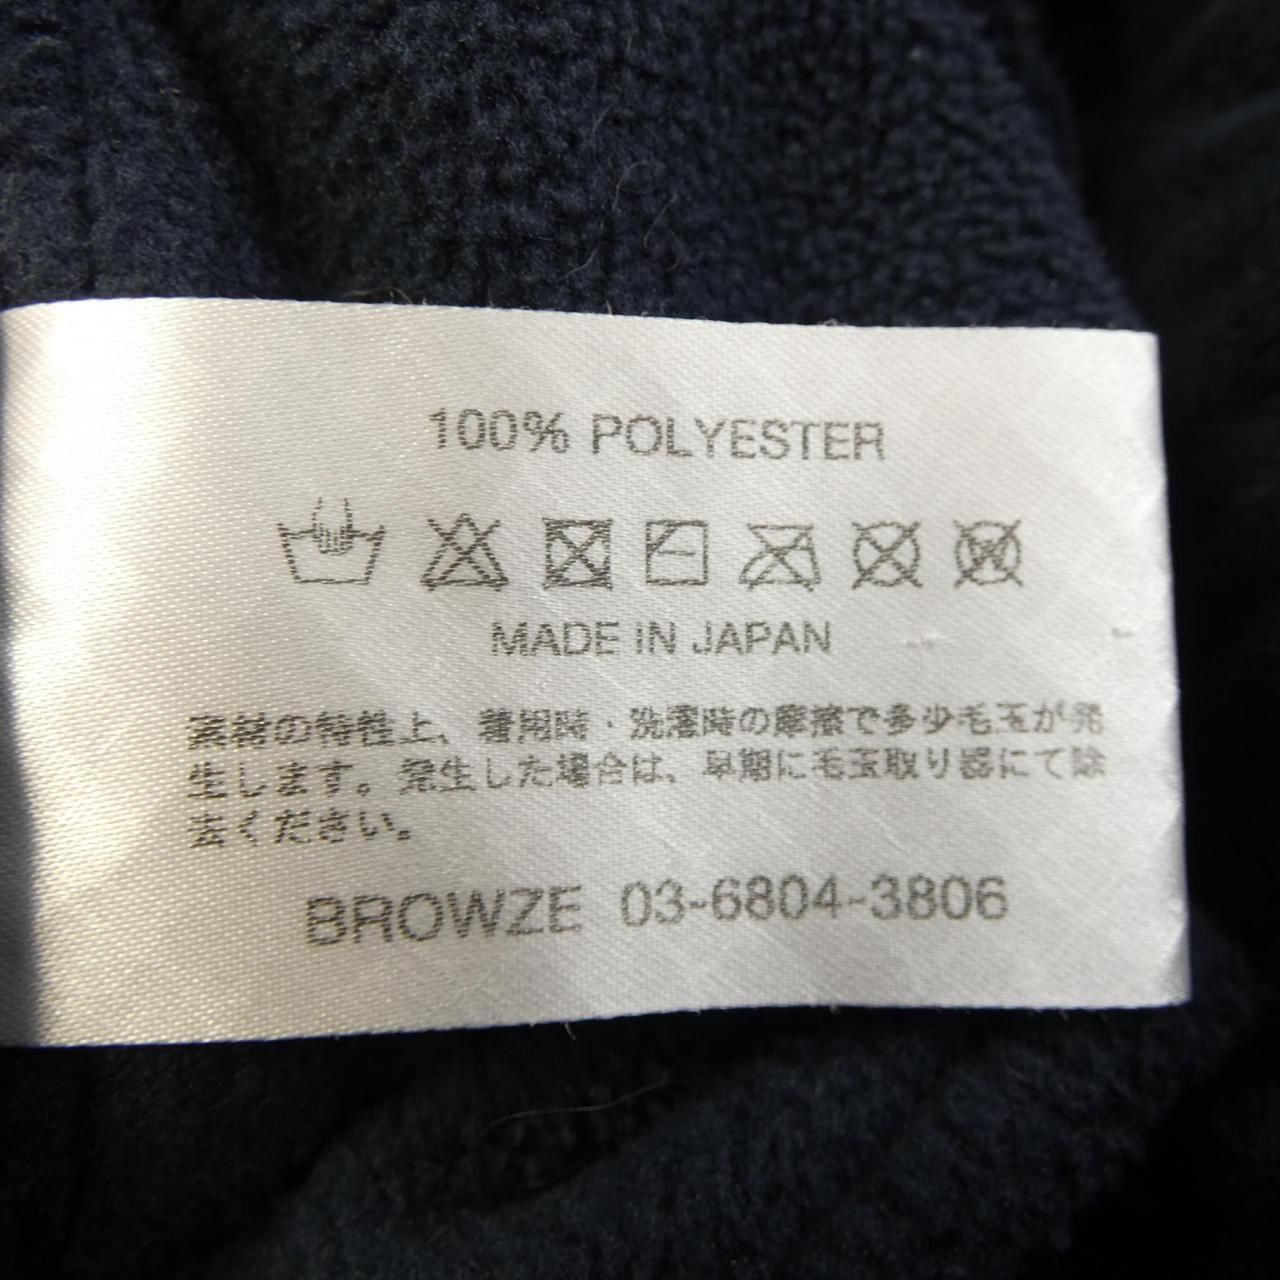 100% POLYESTER
MADE IN JAPAN
素材の特性上、着用時・洗濯時の摩擦で多少毛玉が発
生します。発生した場合は、早期に毛玉取り器にて除
去ください。
BROWZE 03-6804-3806